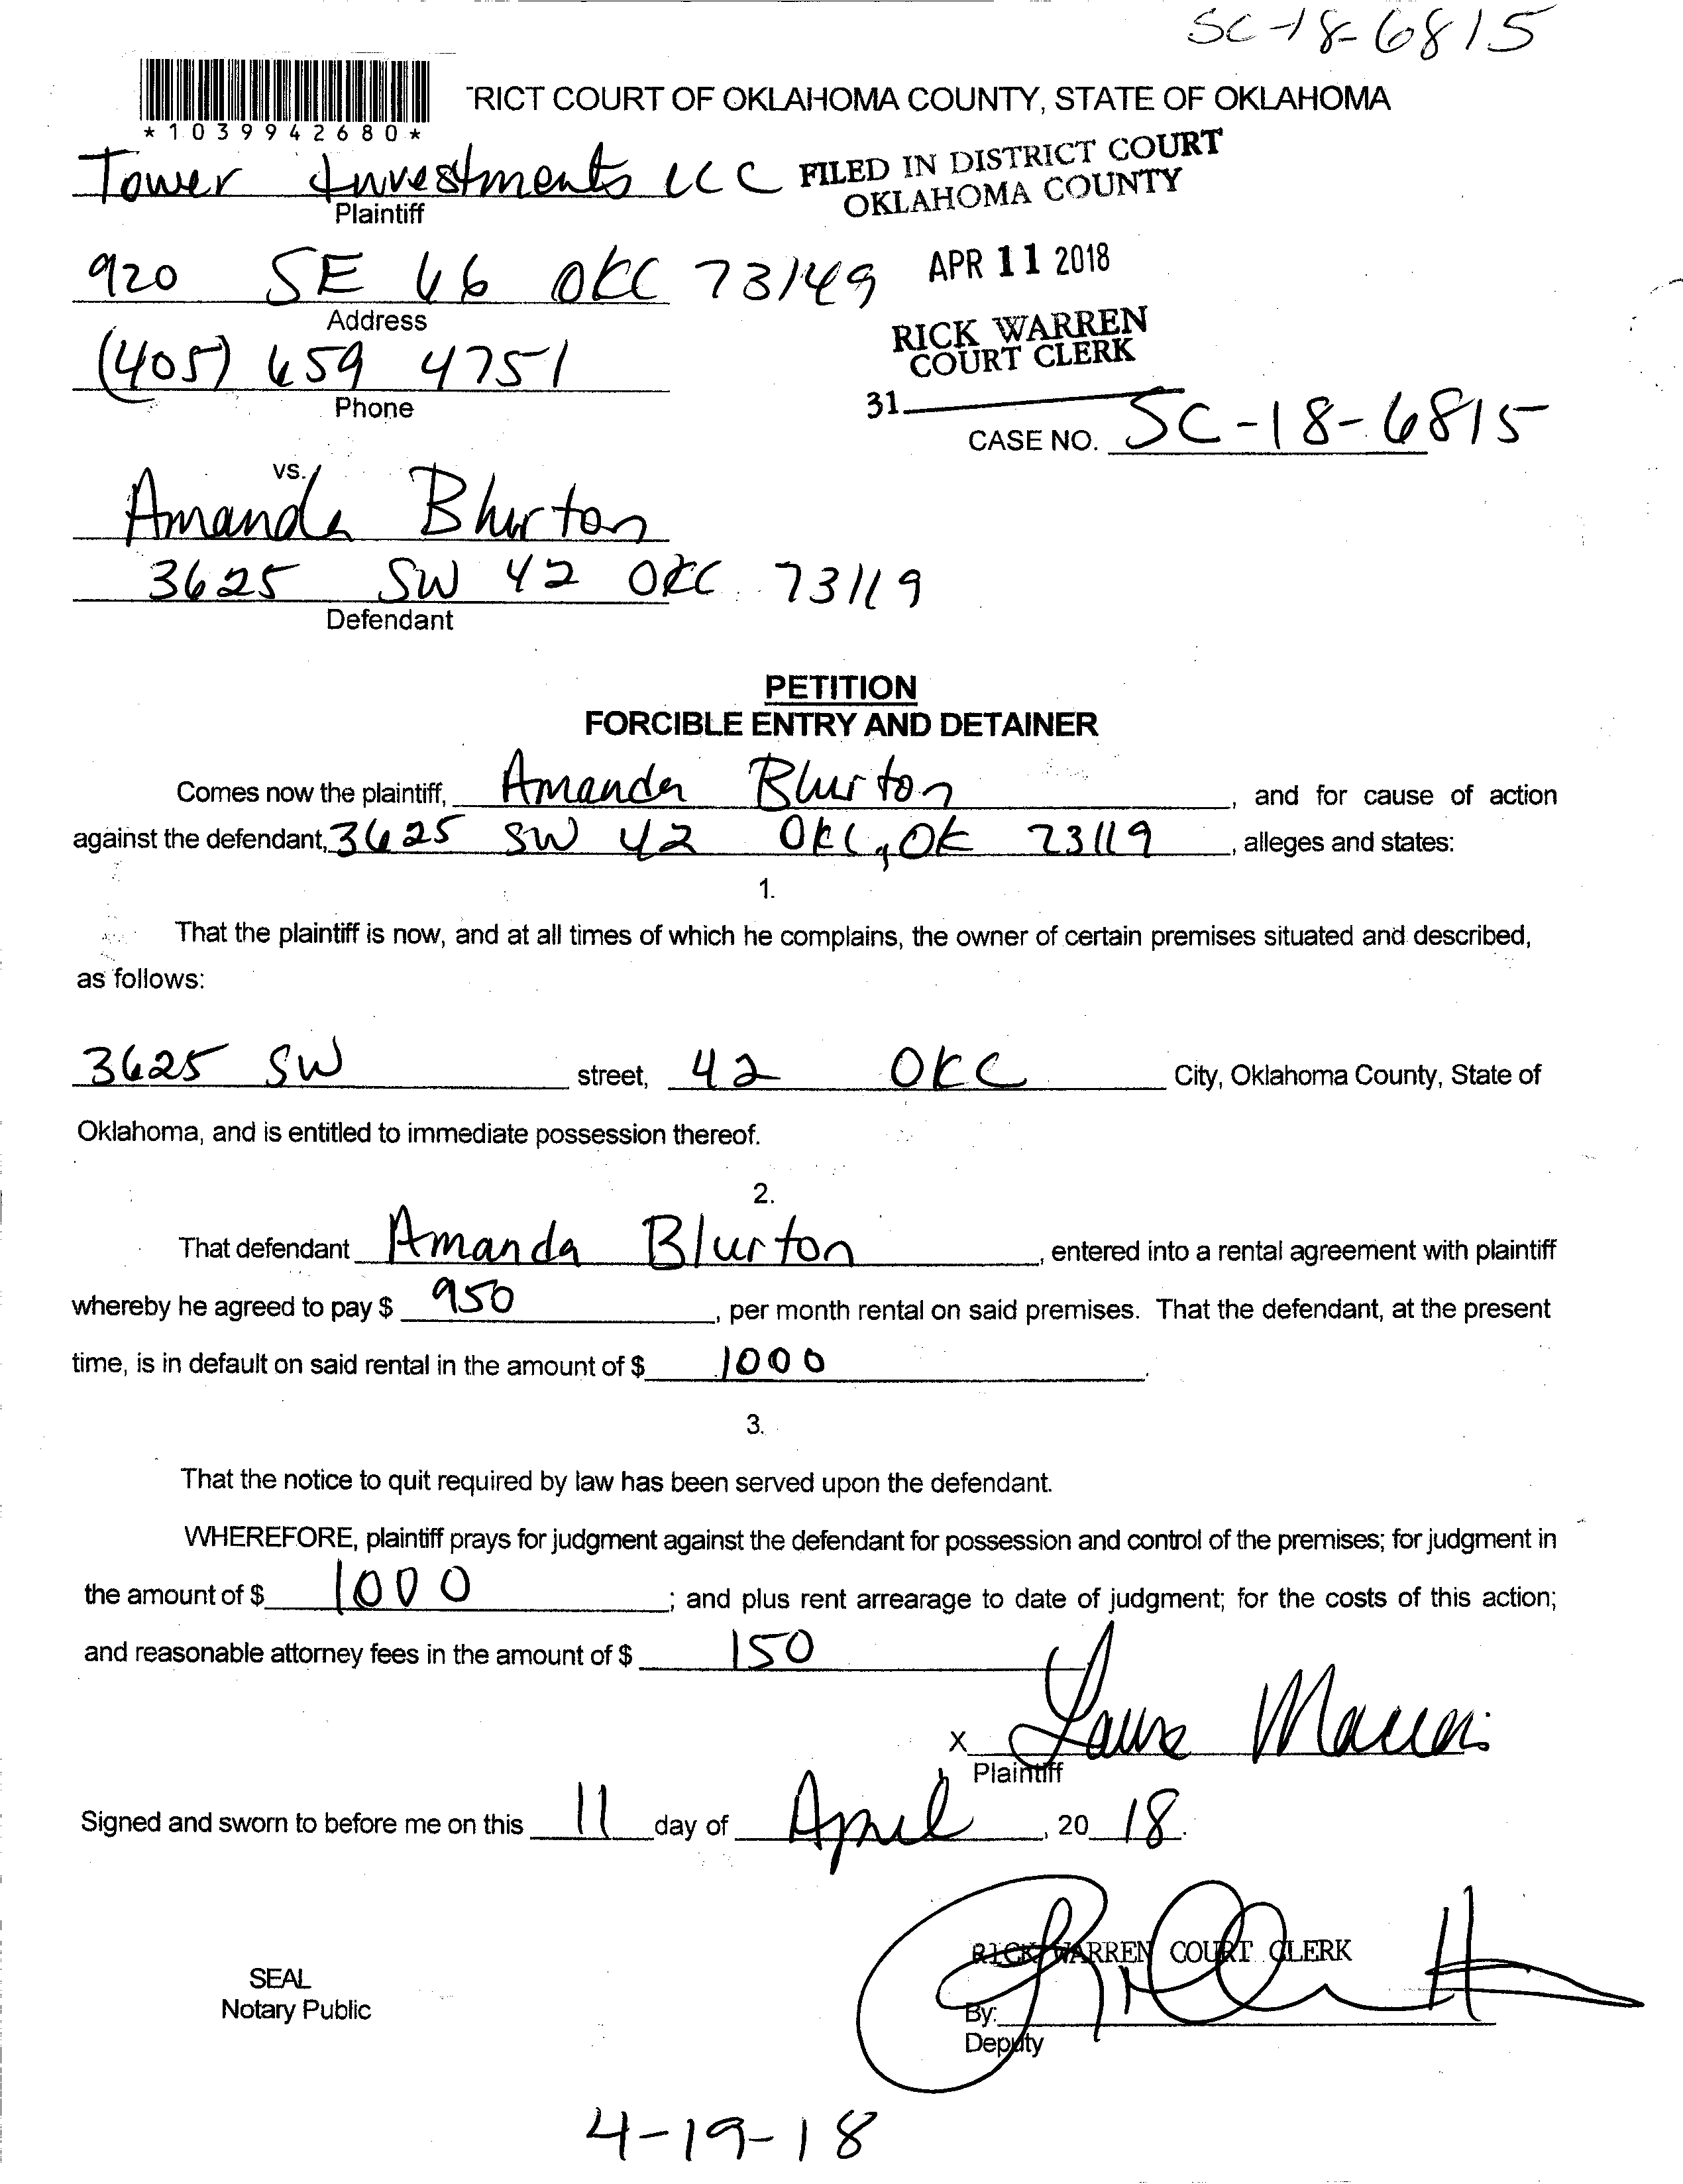 SC-18-6815
RICT COURT OF OKLAHOMA COUNTY, STATE OF OKLAHOMA
*1039942680*
Tower Investments LLC
Plaintiff
FILED IN DISTRICT COURT
OKLAHOMA COUNTY
920 SE 66 OKC 73149
Address
APR 11 2018
(405) 659 4751
Phone
RICK WARREN
COURT CLERK
31
CASE NO. SC-18-6815
vs.
Amanda Blurton
3625 SW 42 OKC 73119
Defendant
PETITION
FORCIBLE ENTRY AND DETAINER
Comes now the plaintiff, Amanda Blurton, and for cause of action
against the defendant, 3625 SW 42 OKC, OK 73119, alleges and states:
1.
That the plaintiff is now, and at all times of which he complains, the owner of certain premises situated and described,
as follows:
3625 SW street, 42 OKC City, Oklahoma County, State of
Oklahoma, and is entitled to immediate possession thereof.
2.
That defendant Amanda Blurton, entered into a rental agreement with plaintiff
whereby he agreed to pay $ 950, per month rental on said premises. That the defendant, at the present
time, is in default on said rental in the amount of $ 1000.
3.
That the notice to quit required by law has been served upon the defendant.
WHEREFORE, plaintiff prays for judgment against the defendant for possession and control of the premises; for judgment in
the amount of $ 1000; and plus rent arrearage to date of judgment; for the costs of this action;
and reasonable attorney fees in the amount of $ 150
X Laura
Plaintiff
Signed and sworn to before me on this 11 day of April, 20 18.
RICK WARREN COURT CLERK
SEAL
Notary Public
By:
Deputy
4-19-18